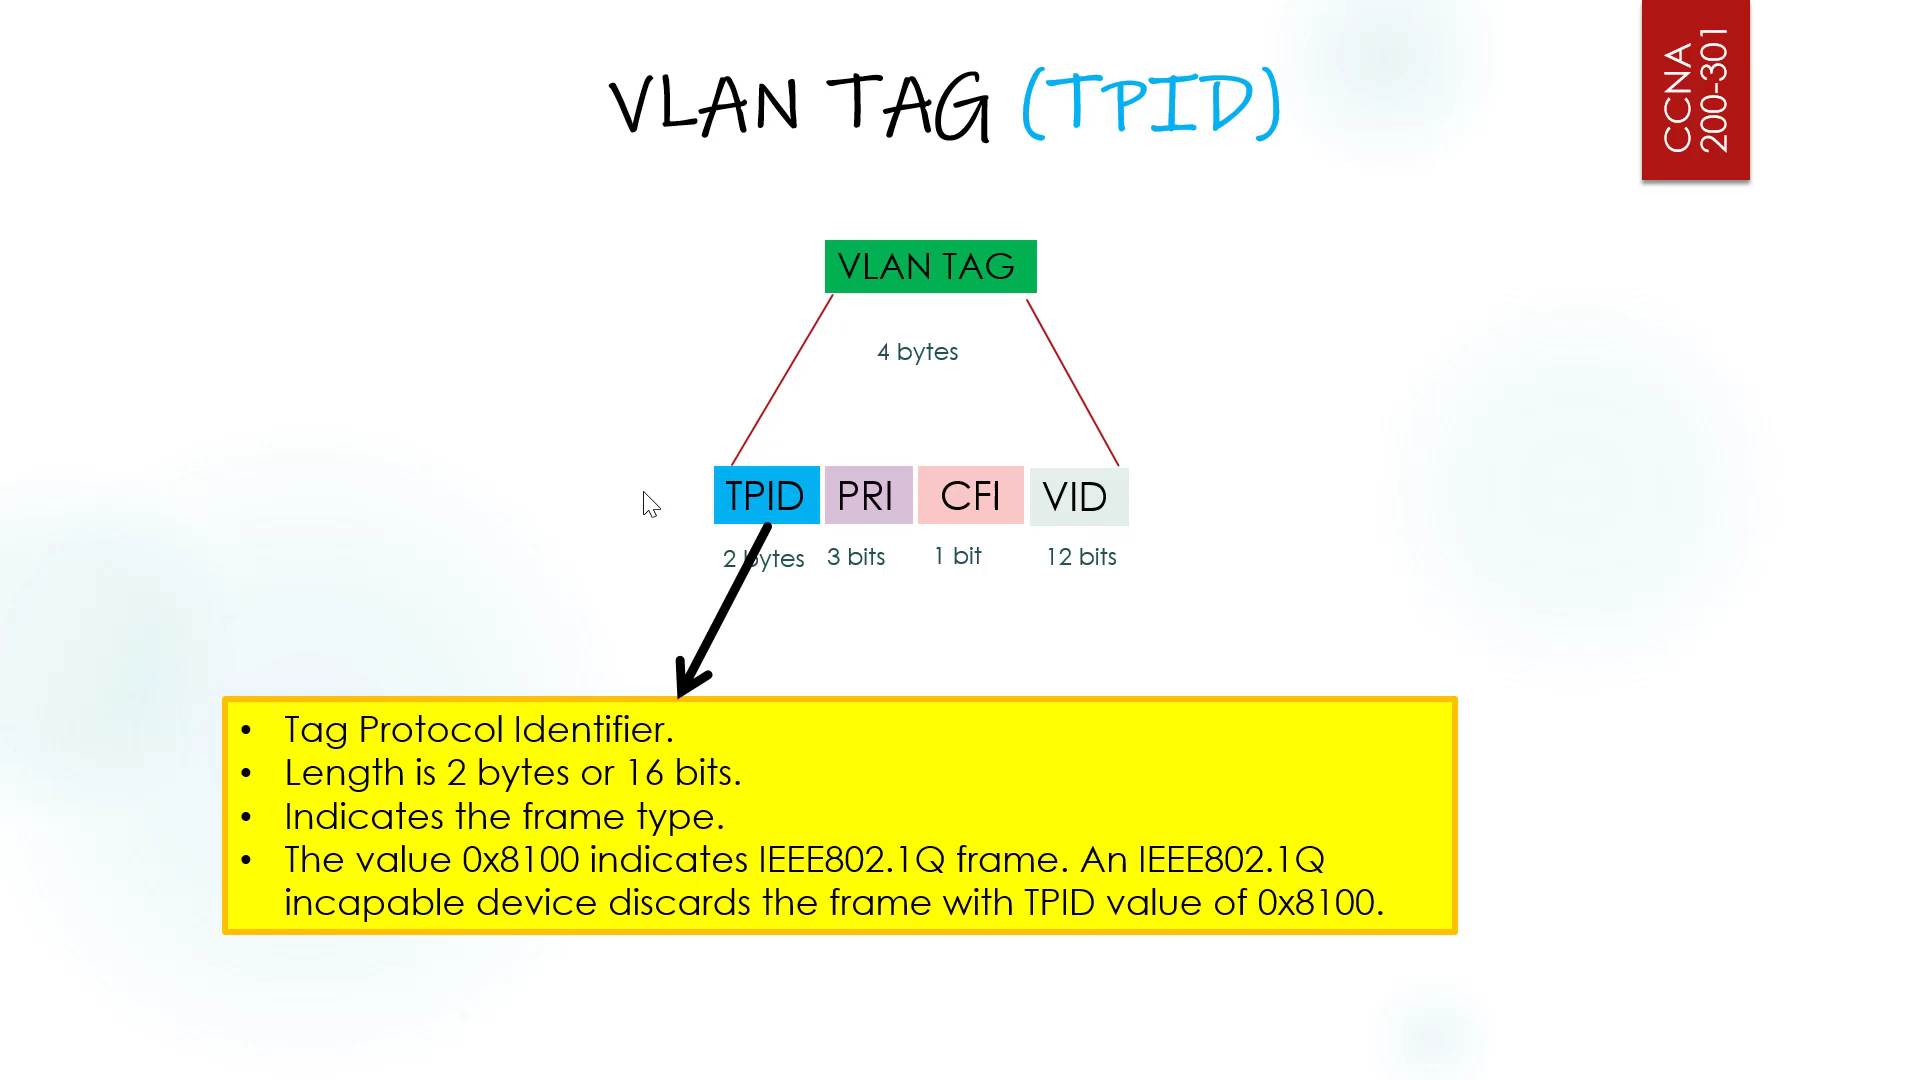 VLAN TAG (TPID)
CCNA
200-301
VLAN TAG
4 bytes
TPID PRI CFI VID
2 bytes 3 bits 1 bit 12 bits
• Tag Protocol Identifier.
• Length is 2 bytes or 16 bits.
• Indicates the frame type.
• The value 0x8100 indicates IEEE802.1Q frame. An IEEE802.1Q
incapable device discards the frame with TPID value of 0x8100.